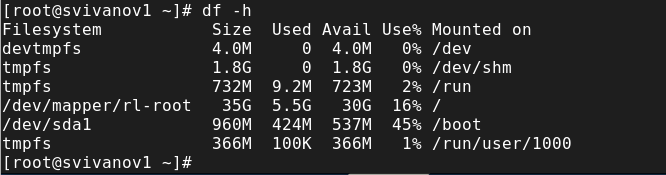 [root@svivanov1 ~]# df -h
Filesystem           Size  Used Avail Use% Mounted on
devtmpfs             4.0M     0  4.0M   0% /dev
tmpfs                1.8G     0  1.8G   0% /dev/shm
tmpfs                732M  9.2M  723M   2% /run
/dev/mapper/rl-root   35G  5.5G   30G  16% /
/dev/sda1            960M  424M  537M  45% /boot
tmpfs                366M  100K  366M   1% /run/user/1000
[root@svivanov1 ~]#